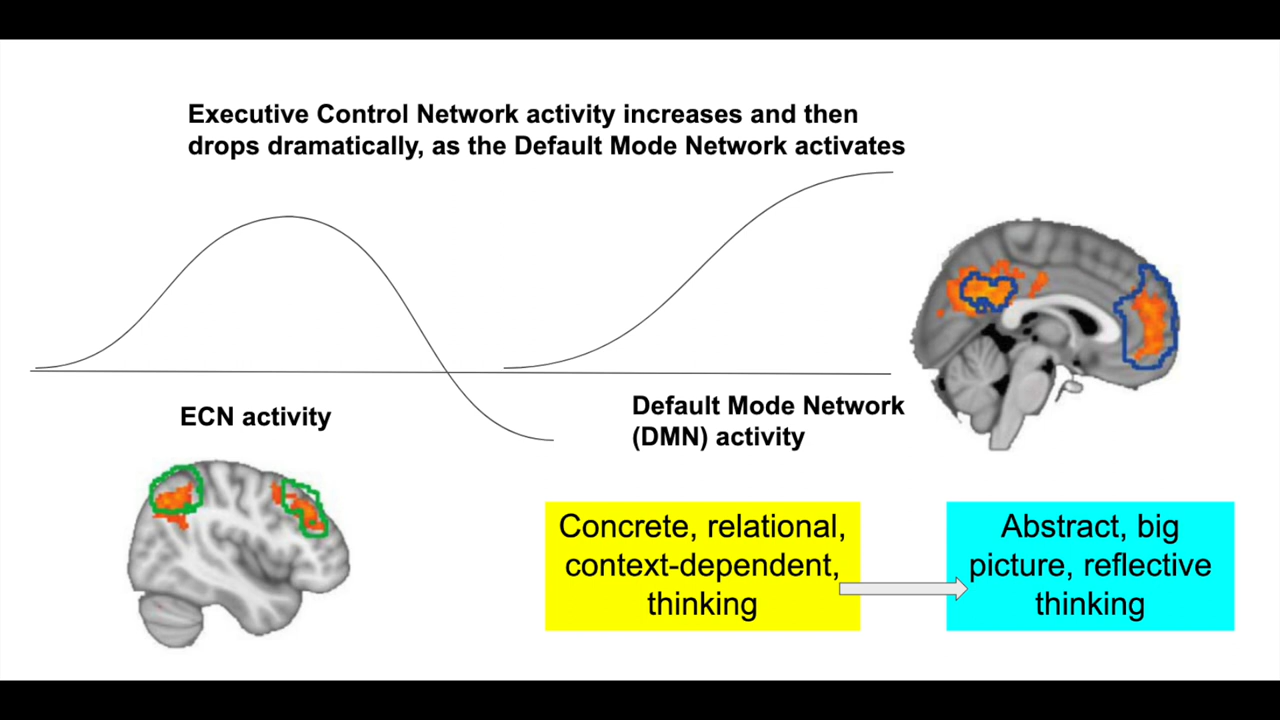 Executive Control Network activity increases and then
drops dramatically, as the Default Mode Network activates
ECN activity
Default Mode Network
(DMN) activity
Concrete, relational,
context-dependent,
thinking
Abstract, big
picture, reflective
thinking